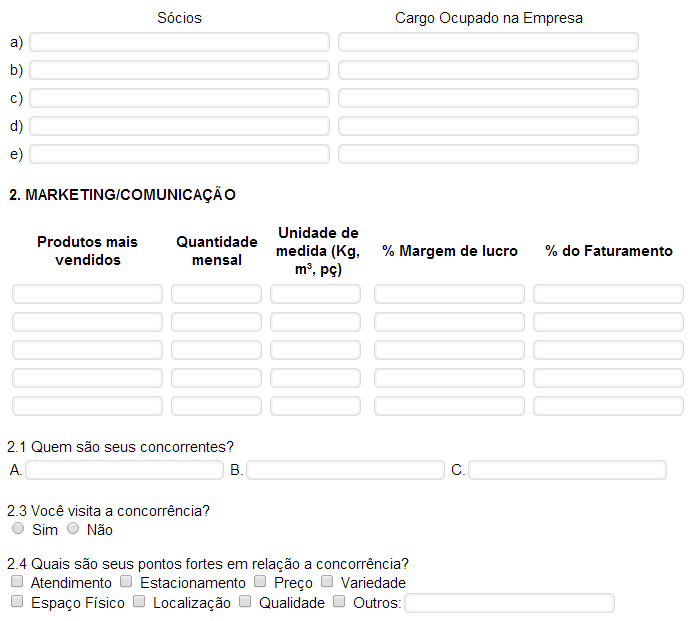 Sócios Cargo Ocupado na Empresa
a)
b)
c)
d)
e)
2. MARKETING/COMUNICAÇÃO
Produtos mais vendidos Quantidade mensal Unidade de medida (Kg, m³, pç) % Margem de lucro % do Faturamento
2.1 Quem são seus concorrentes?
A. B. C.
2.3 Você visita a concorrência?
Sim Não
2.4 Quais são seus pontos fortes em relação a concorrência?
Atendimento Estacionamento Preço Variedade
Espaço Físico Localização Qualidade Outros: